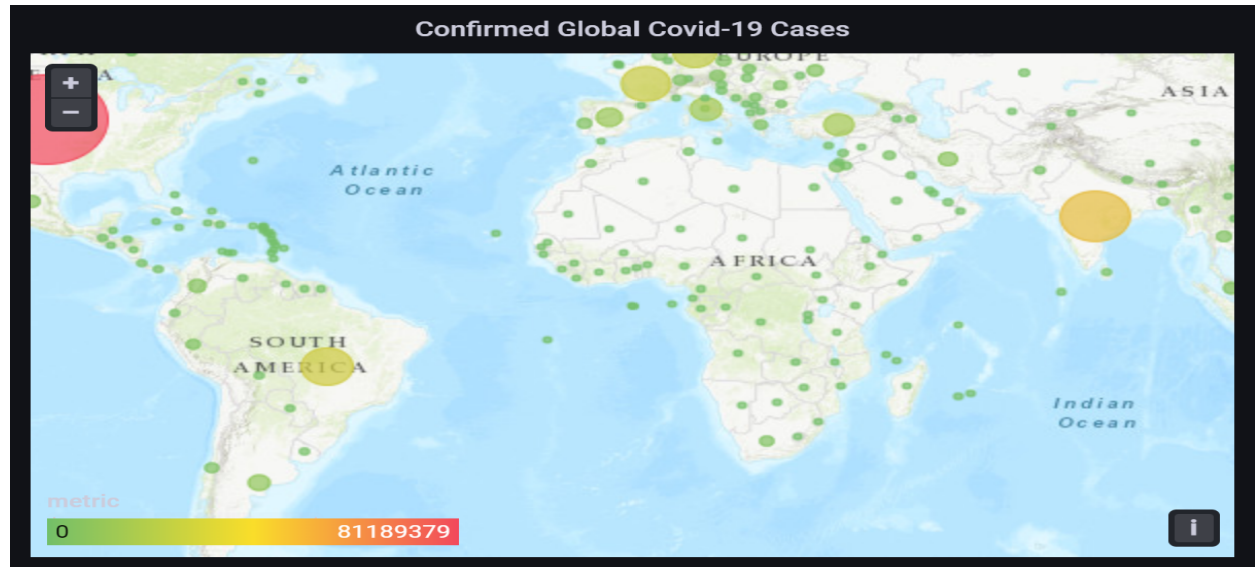 Confirmed Global Covid-19 Cases
EUROPE
+
A
ASIA
−
Atlantic
Ocean
AFRICA
SOUTH
AMERICA
Indian
Ocean
metric
0
81189379
i